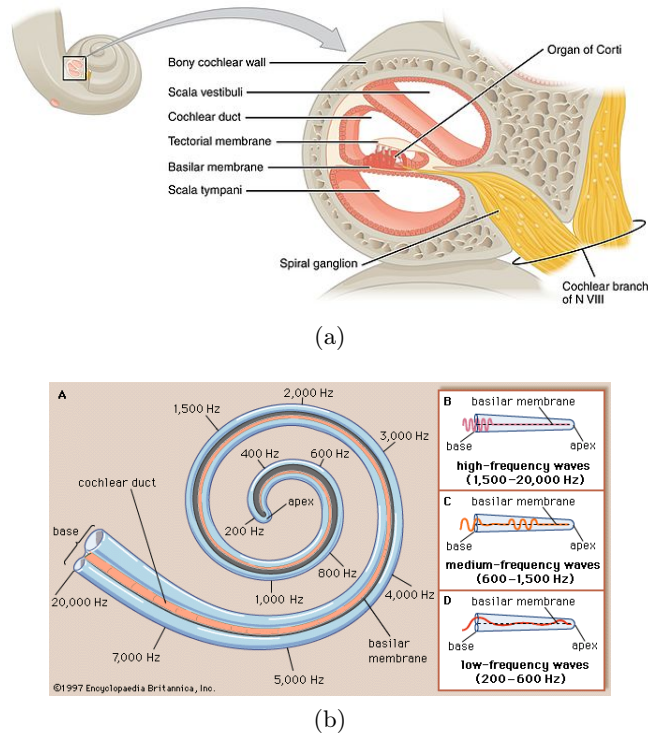 Bony cochlear wall
Scala vestibuli
Cochlear duct
Tectorial membrane
Basilar membrane
Scala tympani
Spiral ganglion
Organ of Corti
Cochlear branch
of N VIII
(a)
A
2,000 Hz
1,500 Hz
3,000 Hz
400 Hz
600 Hz
cochlear duct
apex
200 Hz
base
800 Hz
20,000 Hz
1,000 Hz
4,000 Hz
basilar
membrane
7,000 Hz
5,000 Hz
©1997 Encyclopaedia Britannica, Inc.
B
basilar membrane
base
apex
high-frequency waves
(1,500–20,000 Hz)
C
basilar membrane
base
apex
medium-frequency waves
(600–1,500 Hz)
D
basilar membrane
base
apex
low-frequency waves
(200–600 Hz)
(b)